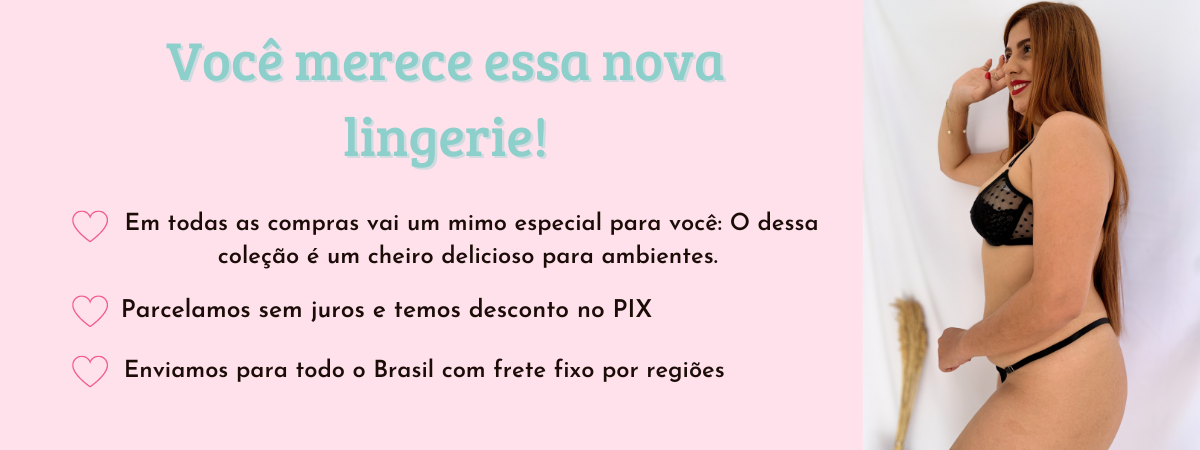 Você merece essa nova
lingerie!
Em todas as compras vai um mimo especial para você: O dessa
coleção é um cheiro delicioso para ambientes.
Parcelamos sem juros e temos desconto no PIX
Enviamos para todo o Brasil com frete fixo por regiões